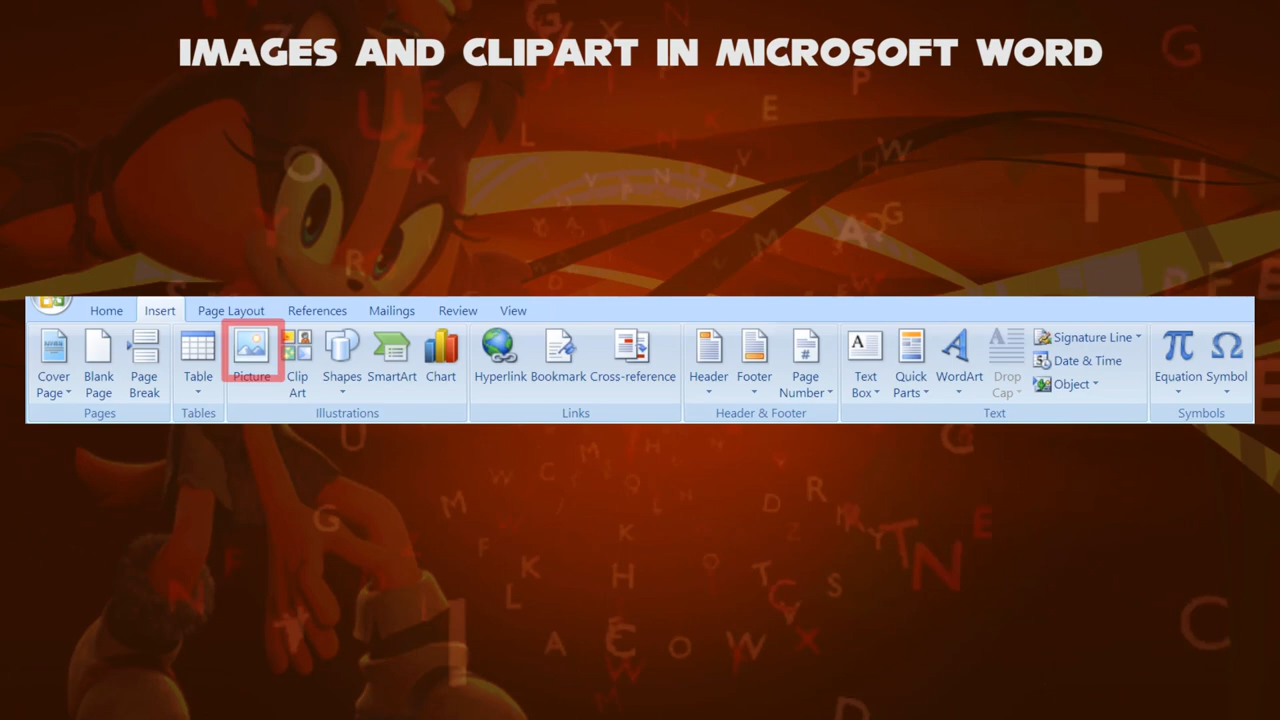 IMAGES AND CLIPART IN MICROSOFT WORD
Home Insert Page Layout References Mailings Review View
Cover Page
Blank Page
Page Break
Pages
Table
Tables
Picture
Clip Art
Shapes
SmartArt
Chart
Illustrations
Hyperlink
Bookmark
Cross-reference
Links
Header
Footer
Page Number
Header & Footer
A
Text Box
Quick Parts
WordArt
Drop Cap
Signature Line
Date & Time
Object
Text
π
Equation
Ω
Symbol
Symbols